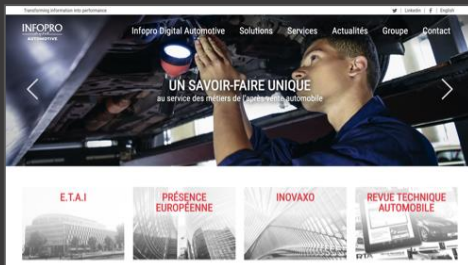 Transforming information into performance
Linkedin | English
INFOPRO
AUTOMOTIVE
Infopro Digital Automotive Solutions Services Actualités Groupe Contact
UN SAVOIR-FAIRE UNIQUE
au service des métiers de l'après-vente automobile
E.T.A.I
PRÉSENCE
EUROPÉENNE
INOVAXO
REVUE TECHNIQUE
AUTOMOBILE